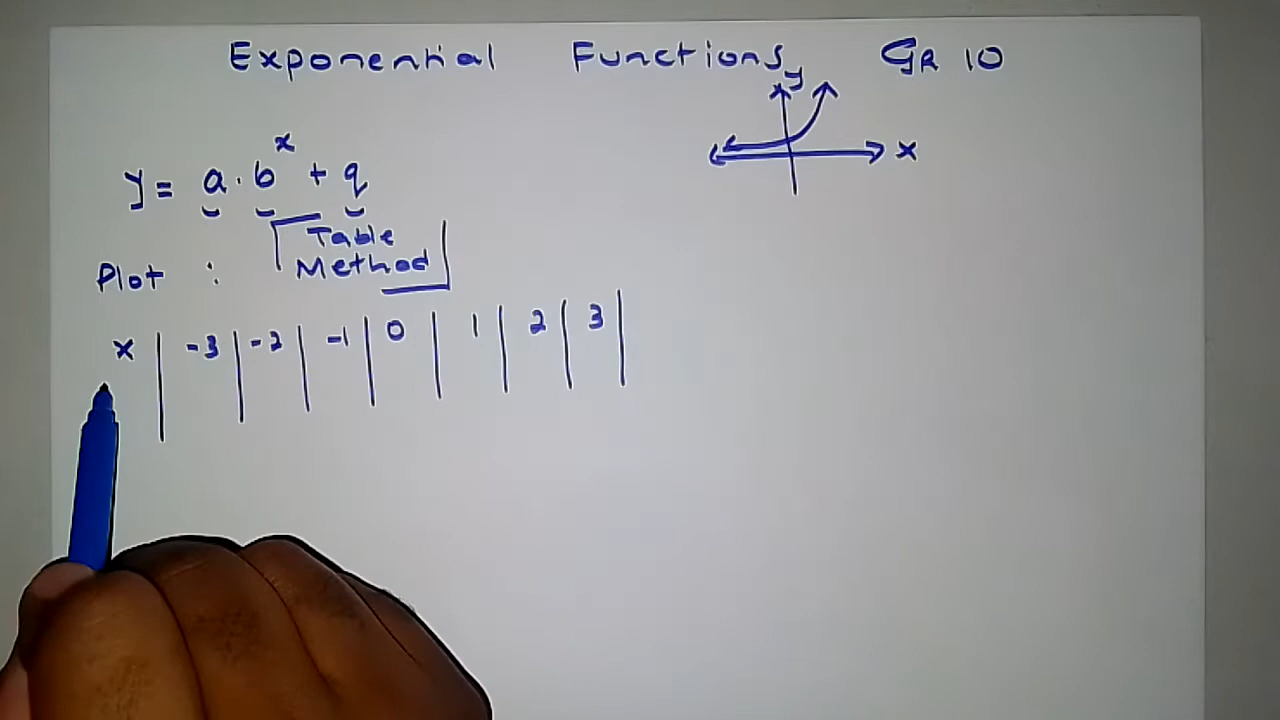 Exponential Functions GR 10
y
x
y = a · b^x + q
Table
Plot : Method
x | -3 | -2 | -1 | 0 | 1 | 2 | 3 |